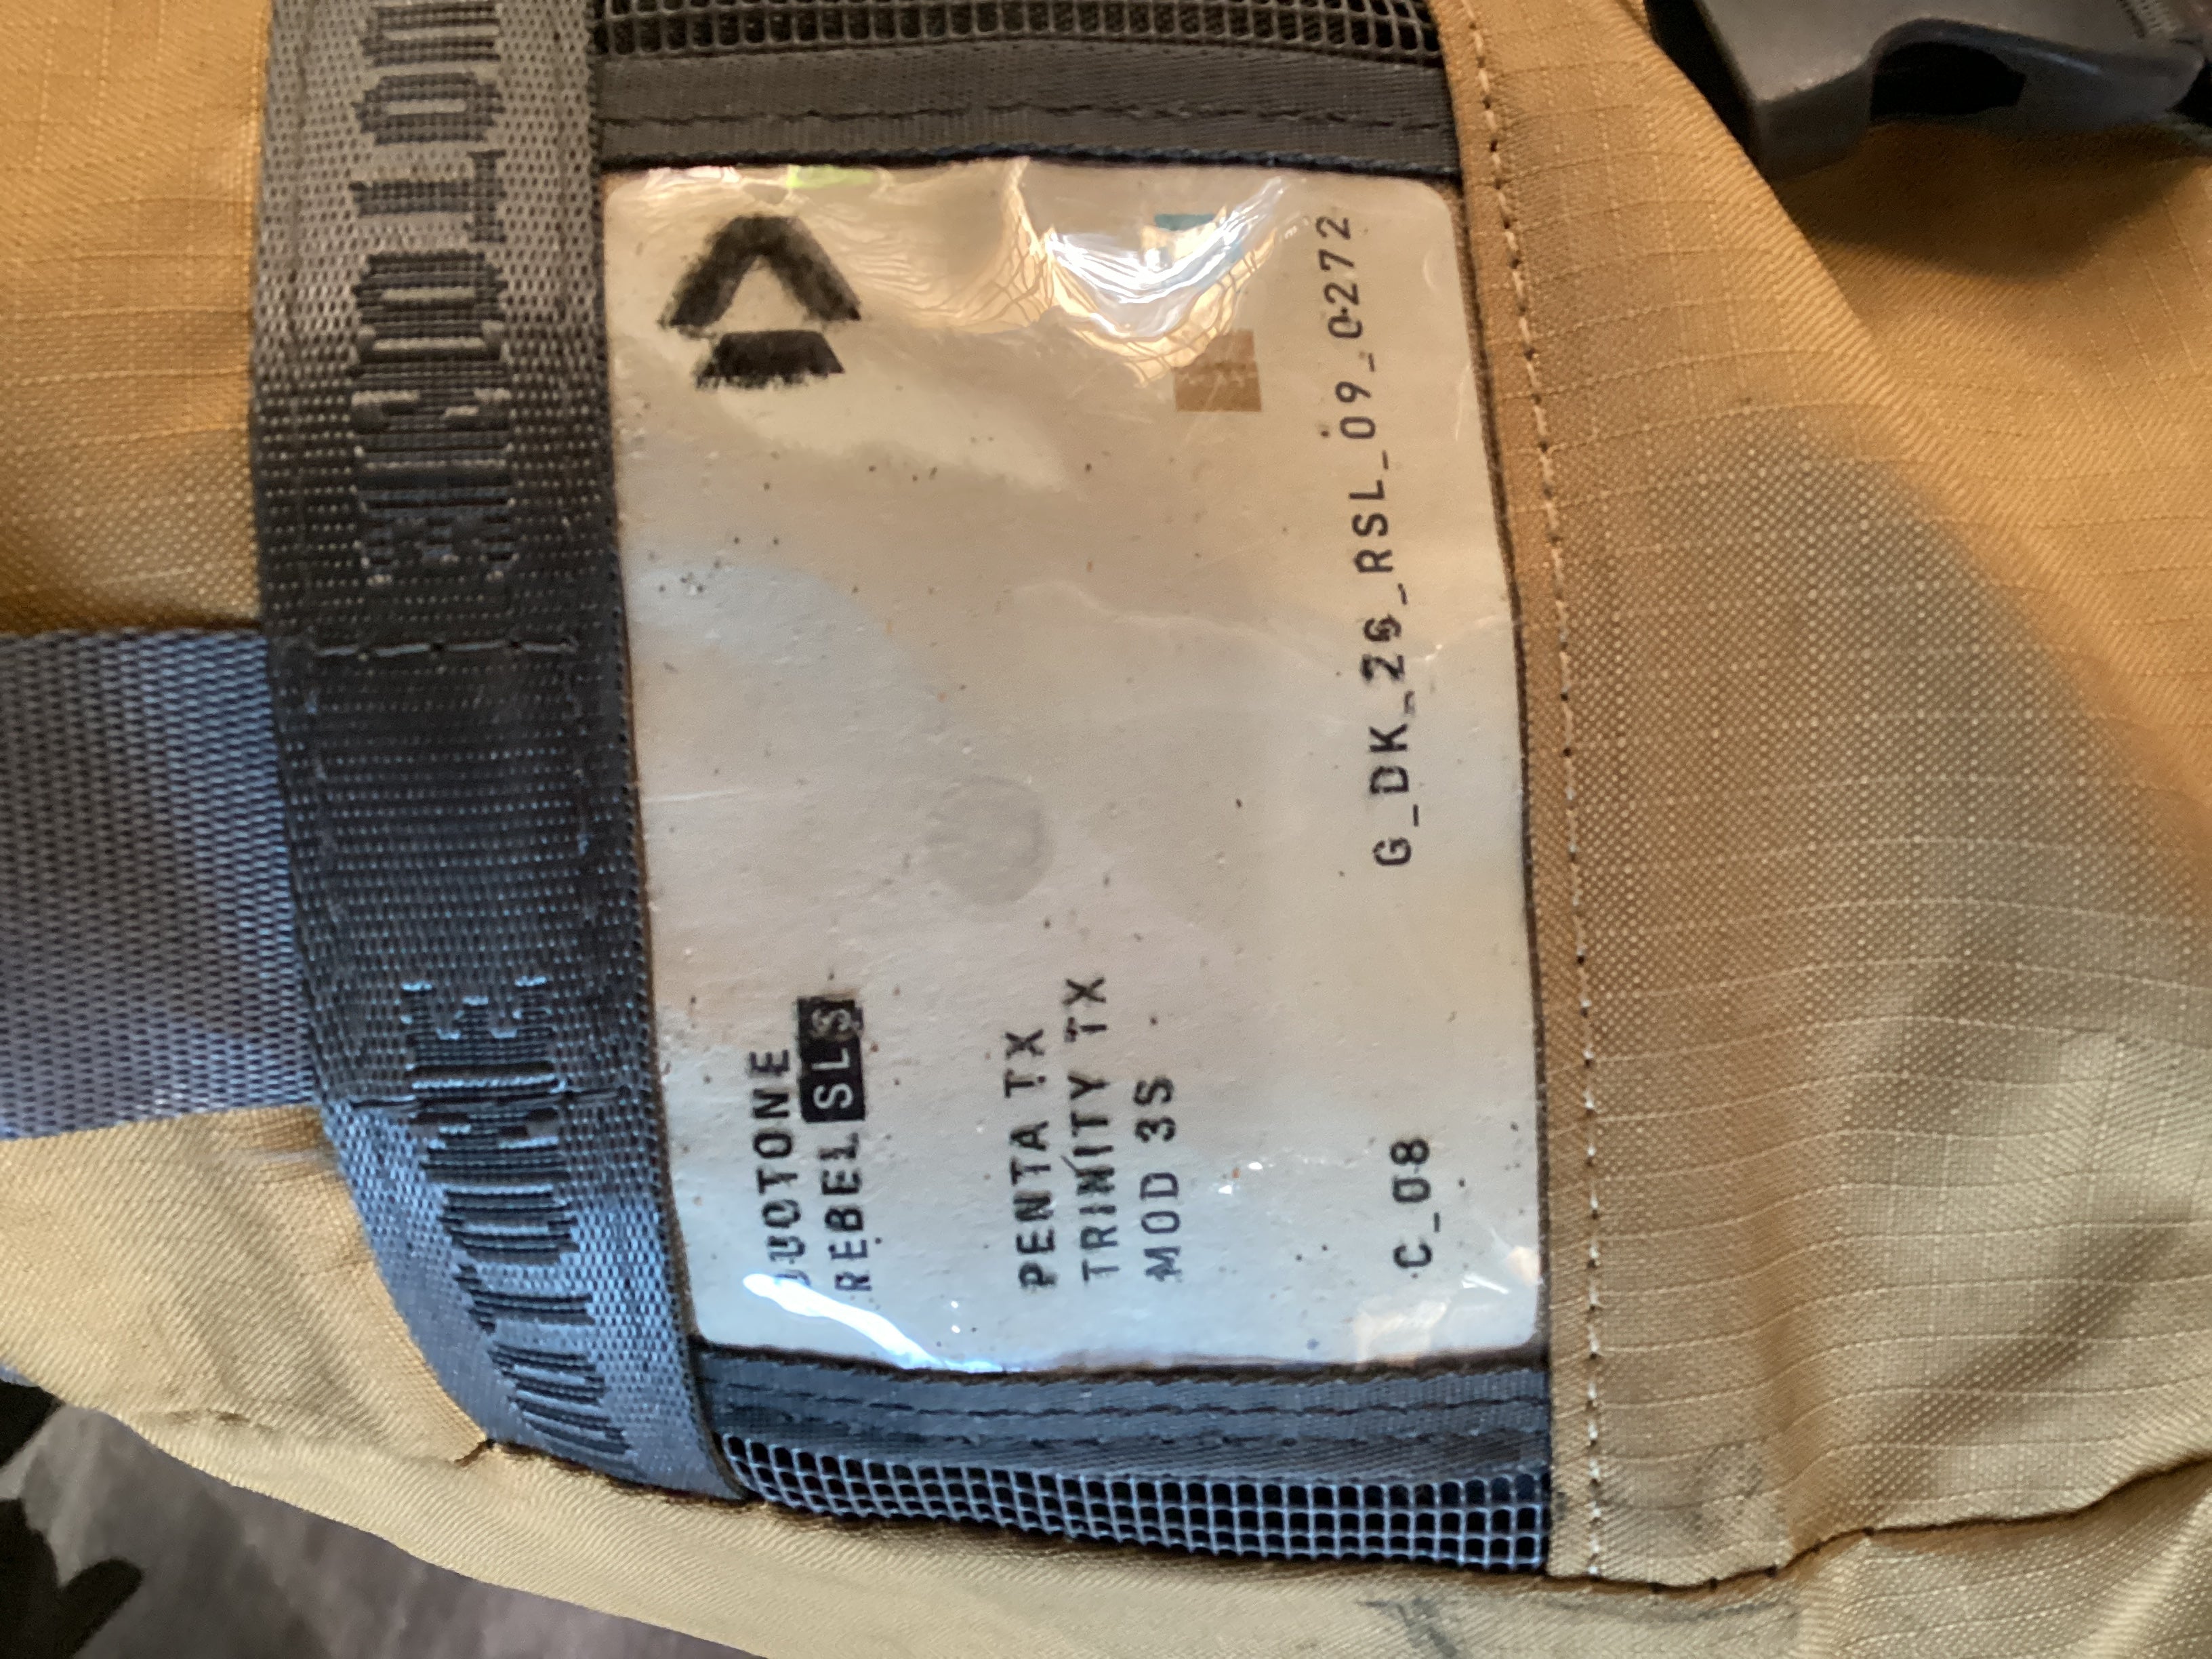 DUOTONE
REBEL SLS
PENTA TX
TRINITY TX
MOD 3S
C_08
G_DK_26_RSL_09_0272